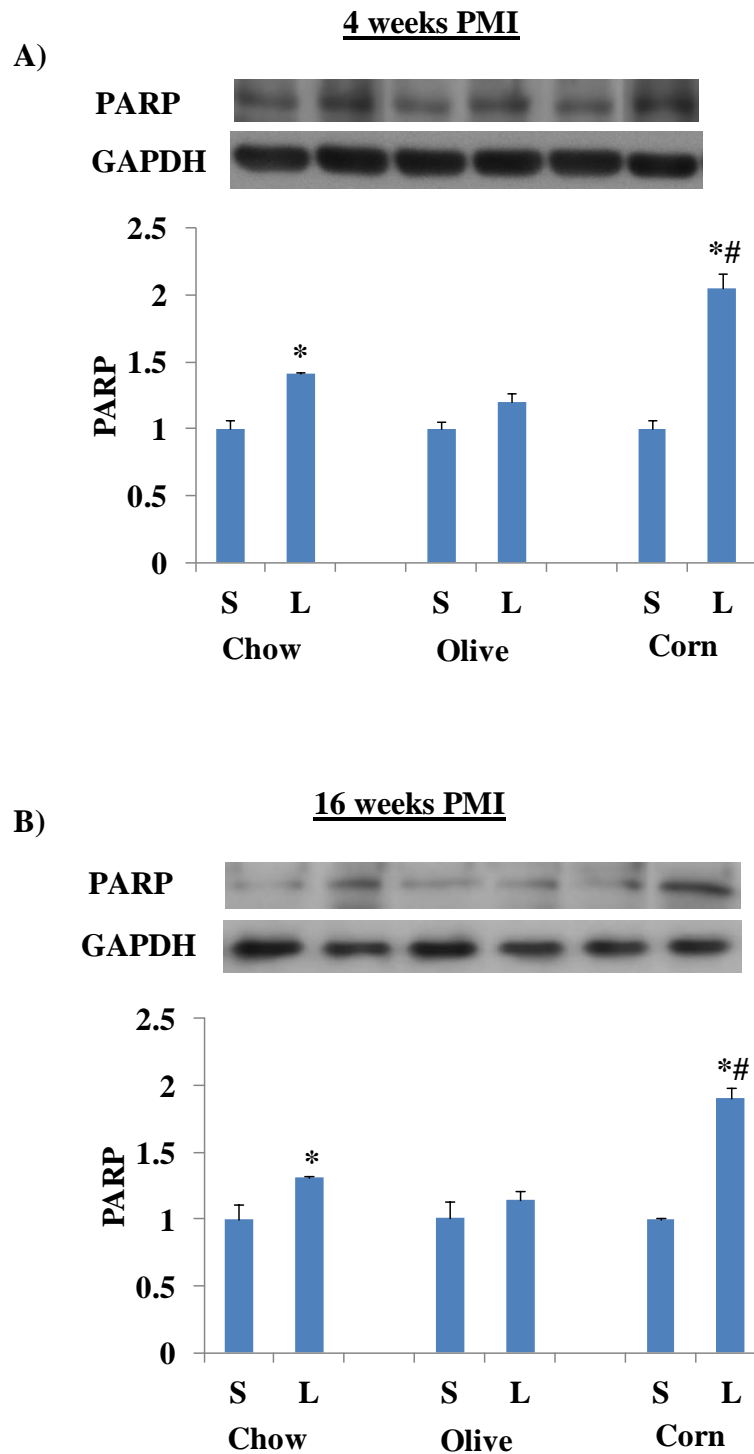 4 weeks PMI
A)
PARP
GAPDH
2.5
2
1.5
1
0.5
0
PARP
*
*#
S L S L S L
Chow Olive Corn
16 weeks PMI
B)
PARP
GAPDH
2.5
2
1.5
1
0.5
0
PARP
*
*#
S L S L S L
Chow Olive Corn